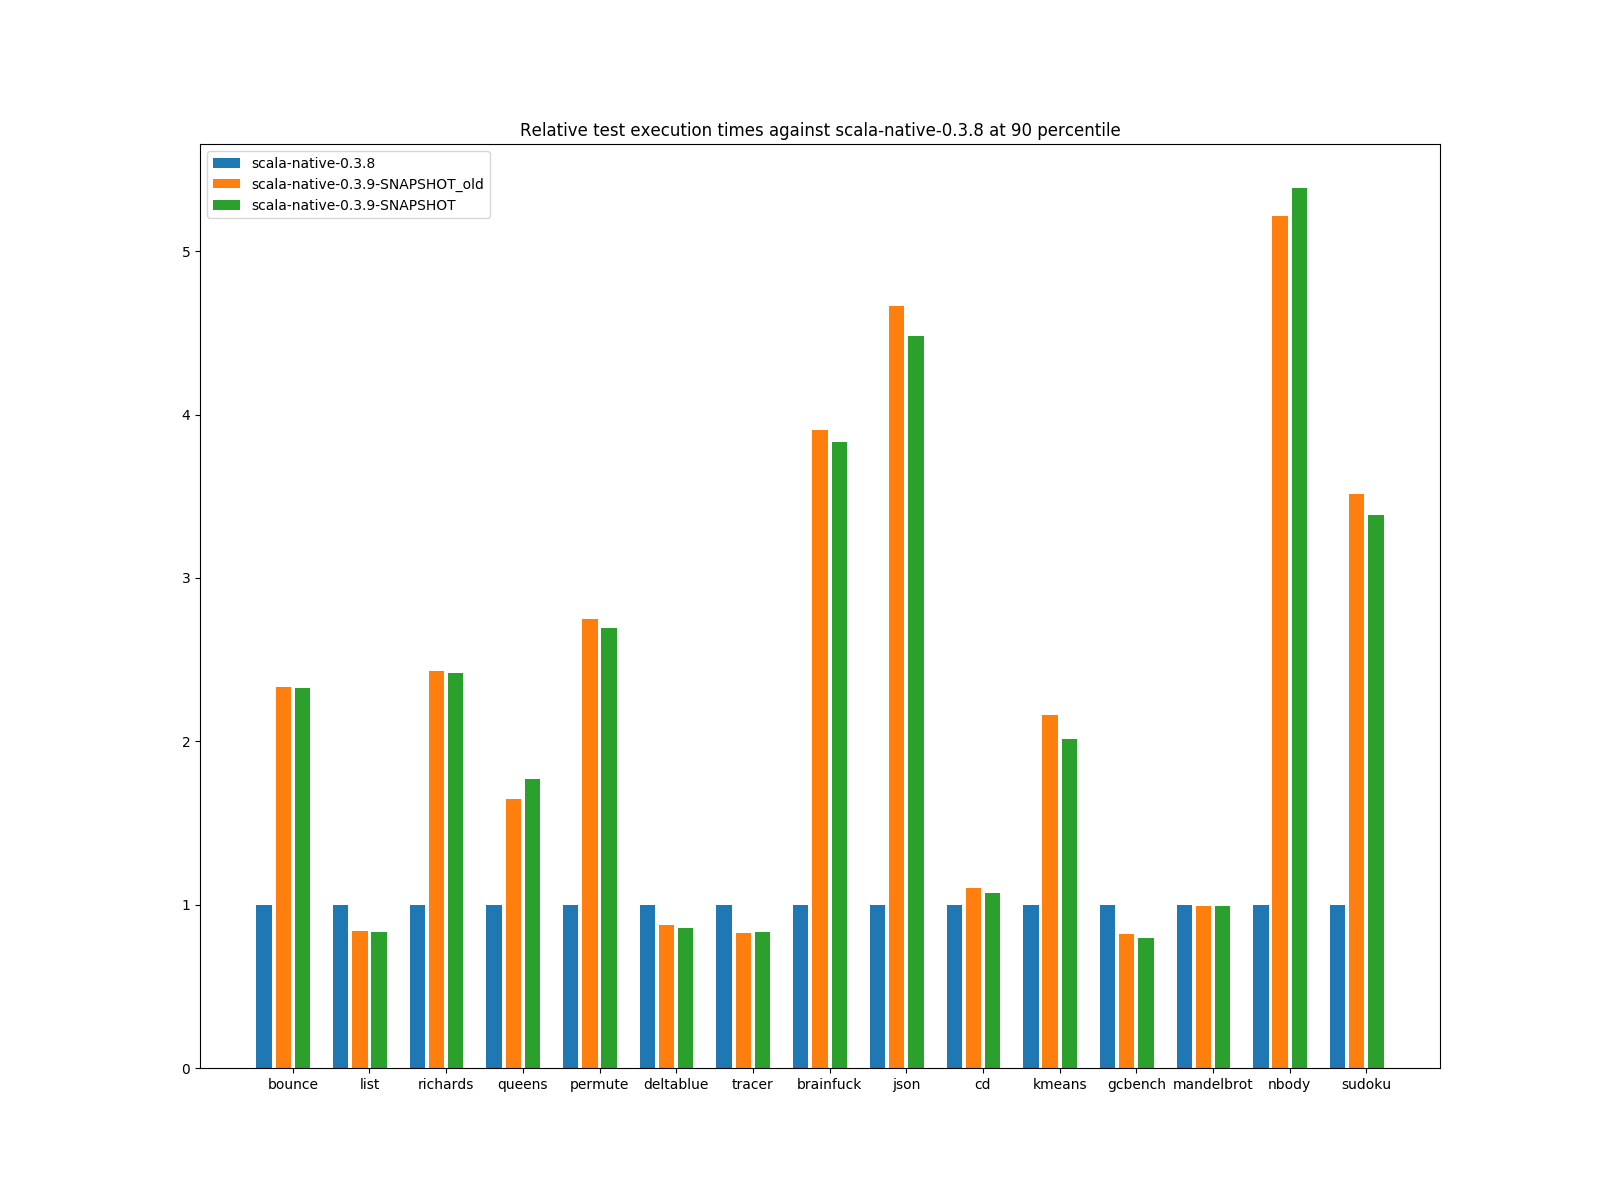 Relative test execution times against scala-native-0.3.8 at 90 percentile
scala-native-0.3.8
scala-native-0.3.9-SNAPSHOT_old
scala-native-0.3.9-SNAPSHOT
5
4
3
2
1
0
bounce list richards queens permute deltablue tracer brainfuck json cd kmeans gcbench mandelbrot nbody sudoku